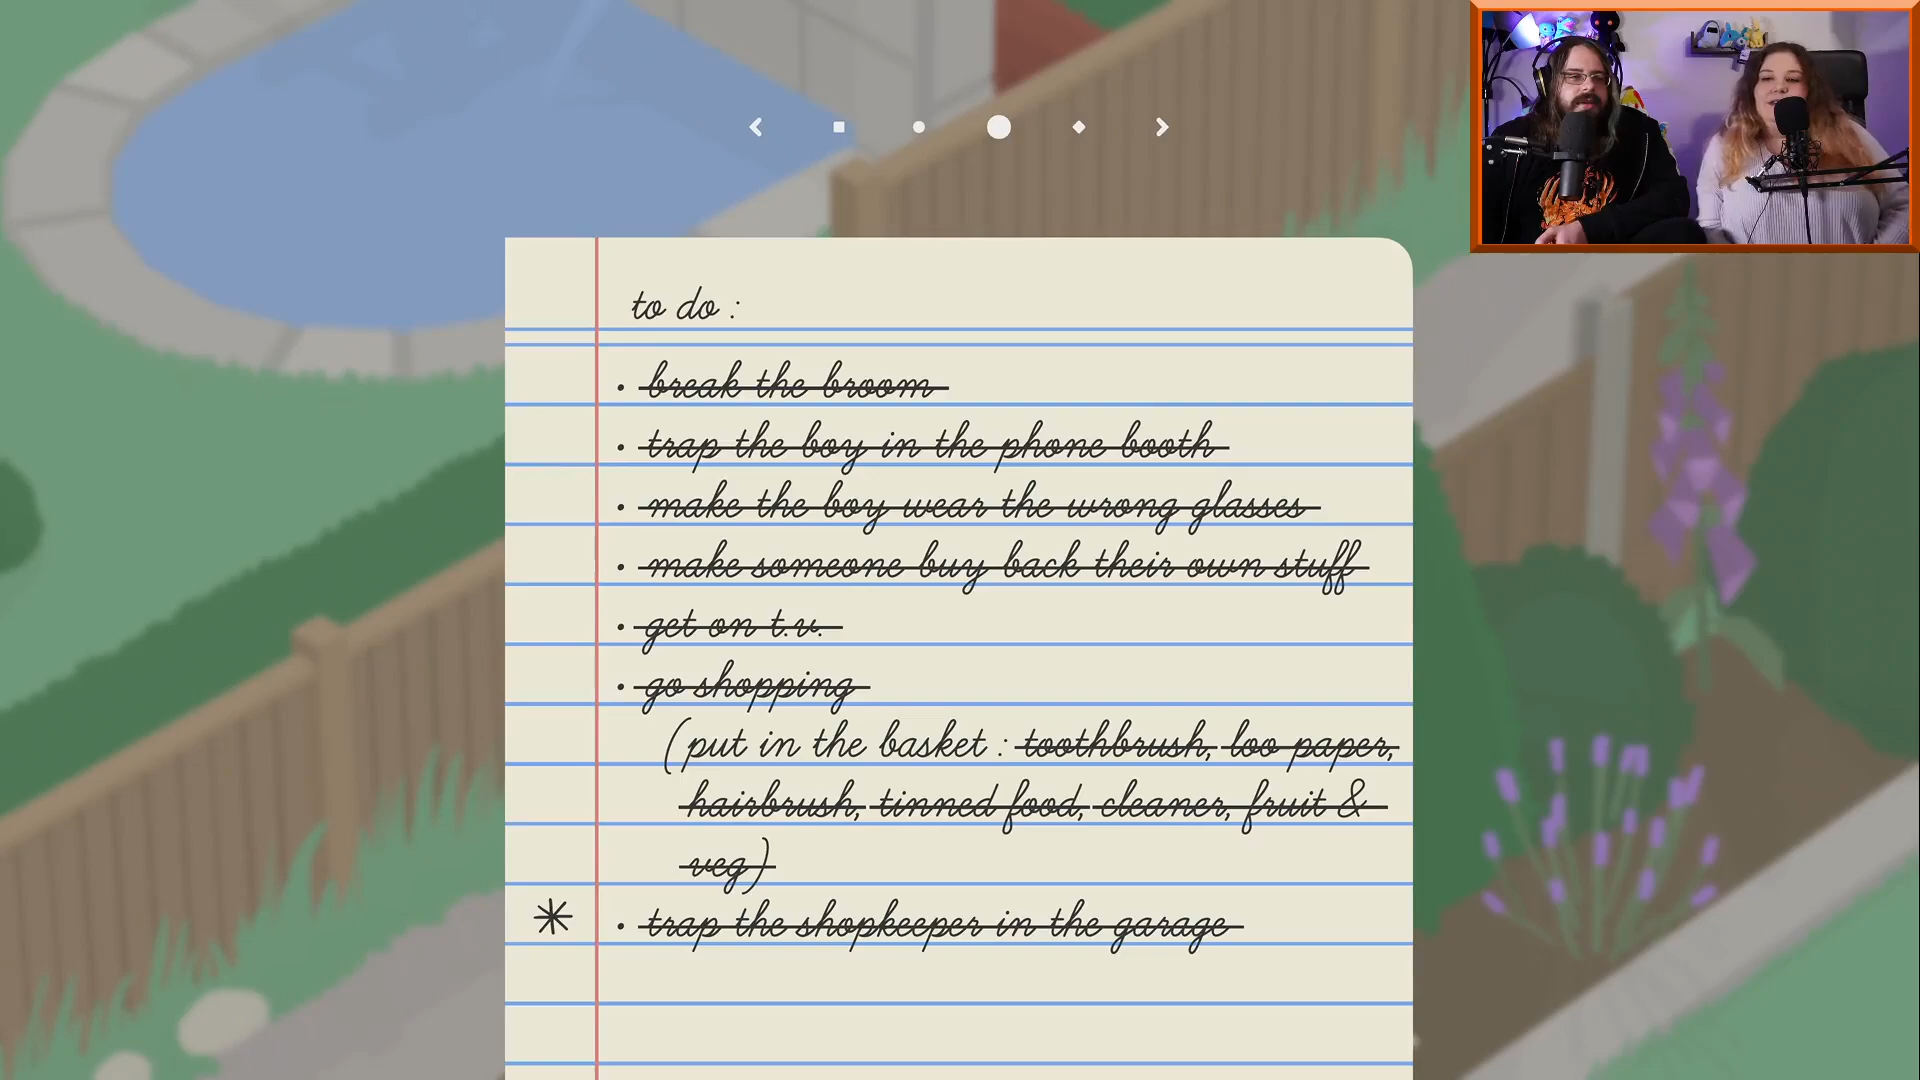 to do :
• break the broom
• trap the boy in the phone booth
• make the boy wear the wrong glasses
• make someone buy back their own stuff
• get on t.v.
• go shopping
(put in the basket : toothbrush, loo paper,
hairbrush, tinned food, cleaner, fruit &
veg)
• trap the shopkeeper in the garage